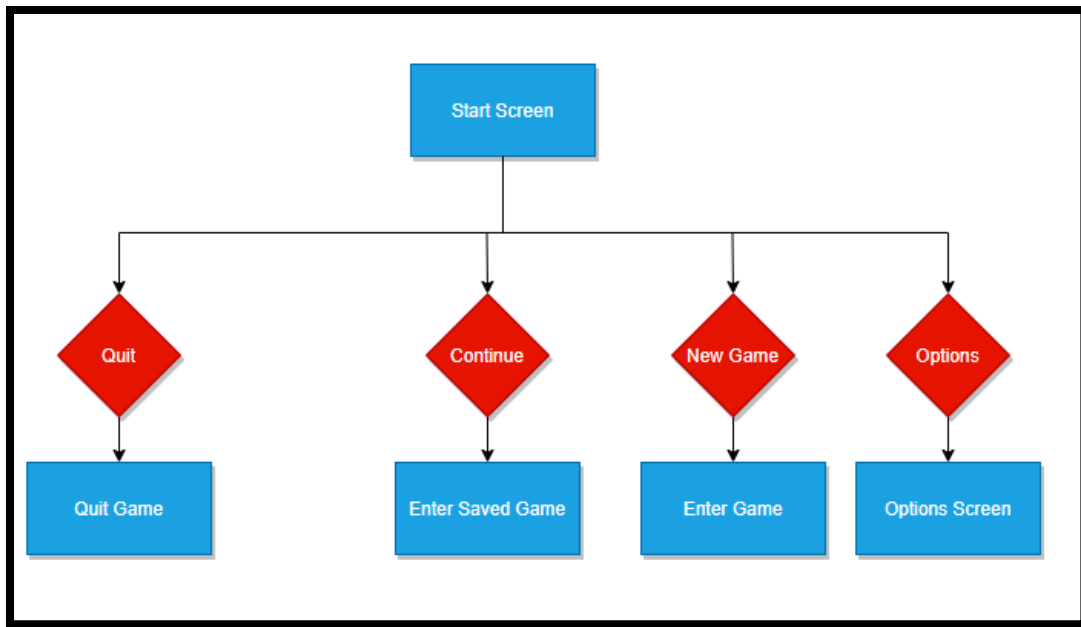 Start Screen
Quit
Continue
New Game
Options
Quit Game
Enter Saved Game
Enter Game
Options Screen